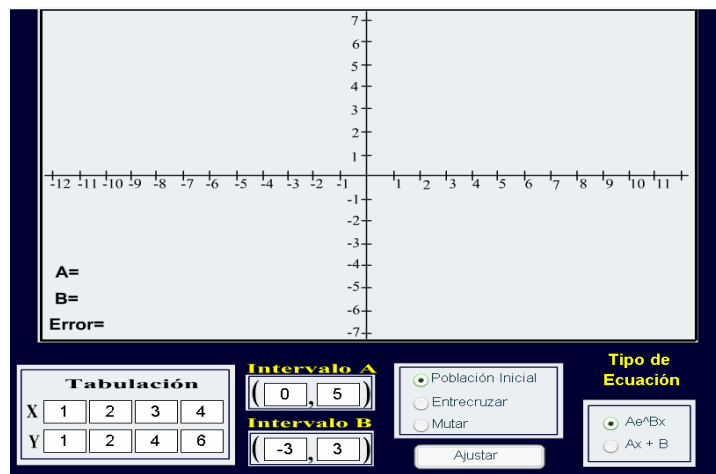 7
6
5
4
3
2
1
-12 -11 -10 -9 -8 -7 -6 -5 -4 -3 -2 -1 1 2 3 4 5 6 7 8 9 10 11
-1
-2
-3
-4
-5
-6
-7
A=
B=
Error=
Tabulación
X 1 2 3 4
Y 1 2 4 6
Intervalo A
( 0 , 5 )
Intervalo B
( -3 , 3 )
Población Inicial
Entrecruzar
Mutar
Ajustar
Tipo de
Ecuación
Ae^Bx
Ax + B